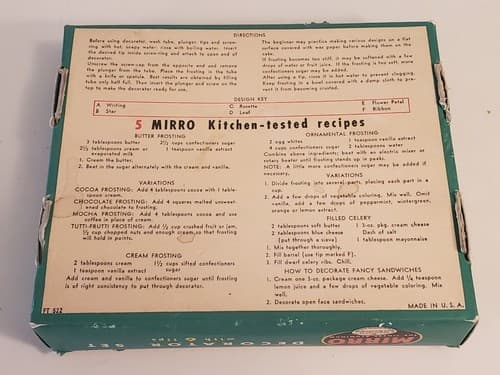 DIRECTIONS
Before using decorator, wash tube, plunger, tips and screw-
ring with hot, soapy water; rinse with boiling water. Insert
the desired tip inside screw-ring and attach to open end of
decorator.
Unscrew the screw-cap from the opposite end and remove
the plunger from the tube. Place the frosting in the tube
with a knife or spatula. Best results are obtained by filling
tube only half full. Then insert the plunger and screw on the
top to make the decorator ready for use.
The beginner may practice making various designs on a flat
surface covered with wax paper before making them on the
cake.
If frosting becomes too stiff, it may be softened with a few
drops of water or fruit juice. If the frosting is too soft, more
confectioners sugar may be added.
After using a tip, rinse it in hot water to prevent clogging.
Keep frosting in a bowl covered with a damp cloth to pre-
vent it from becoming crusted.
DESIGN KEY
A Writing
B Star
C Rosette
D Leaf
E Flower Petal
F Ribbon
5 MIRRO Kitchen-tested recipes
BUTTER FROSTING
3 tablespoons butter
2½ tablespoons cream or
evaporated milk
2½ cups confectioners sugar
1½ teaspoons vanilla extract
1. Cream the butter.
2. Beat in the sugar alternately with the cream and vanilla.
VARIATIONS
COCOA FROSTING: Add 4 tablespoons cocoa with 1 table-
spoon cream.
CHOCOLATE FROSTING: Add 4 squares melted unsweet-
ened chocolate to frosting.
MOCHA FROSTING: Add 4 tablespoons cocoa and use
coffee in place of cream.
TUTTI-FRUTTI FROSTING: Add ½ cup crushed fruit or jam,
½ cup chopped nuts and enough cream so that frosting
will hold in points.
CREAM FROSTING
2 tablespoons cream
1 teaspoon vanilla extract
1½ cups sifted confectioners
sugar
Add cream and vanilla to confectioners sugar until frosting
is of right consistency to put through decorator.
FT 522
ORNAMENTAL FROSTING
2 egg whites
4 cups confectioners sugar
1 teaspoon vanilla extract
2 tablespoons water
Combine above ingredients; beat with an electric mixer or
rotary beater until frosting stands up in peaks.
NOTE: A little more confectioners sugar may be added if
necessary.
VARIATIONS
1. Divide frosting into several parts, placing each part in a
cup.
2. Add a few drops of vegetable coloring. Mix well. Omit
vanilla, add a few drops of peppermint, wintergreen,
orange or lemon extract.
FILLED CELERY
2 tablespoons soft butter
2 tablespoons blue cheese
(put through a sieve)
1 3-oz. pkg. cream cheese
Dash of salt
1 tablespoon mayonnaise
1. Mix together thoroughly.
2. Fill barrel (use tip marked F).
3. Fill dwarf celery ribs. Chill.
HOW TO DECORATE FANCY SANDWICHES
1. Cream one 3-oz. package cream cheese. Add ¼ teaspoon
lemon juice and a few drops of vegetable coloring. Mix
well.
2. Decorate open face sandwiches.
MADE IN U. S. A.
DECORATOR SET
with 6 tips
MIRRO